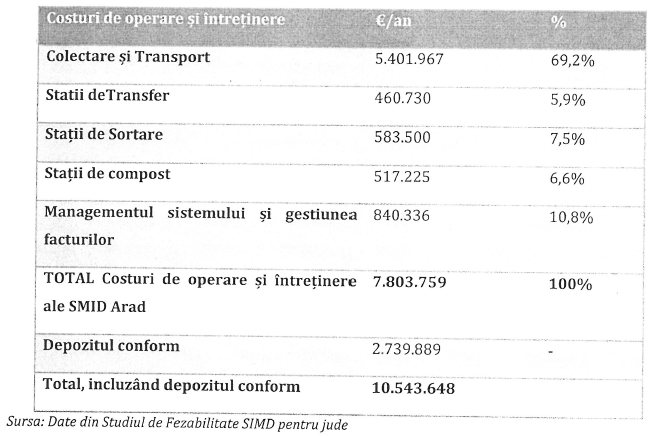 Costuri de operare și întreținere €/an %
Colectare și Transport 5.401.967 69,2%
Statii deTransfer 460.730 5,9%
Stații de Sortare 583.500 7,5%
Stații de compost 517.225 6,6%
Managementul sistemului și gestiunea 840.336 10,8%
facturilor
TOTAL Costuri de operare și întreținere 7.803.759 100%
ale SMID Arad
Depozitul conform 2.739.889 -
Total, incluzând depozitul conform 10.543.648
Sursa: Date din Studiul de Fezabilitate SIMD pentru jude